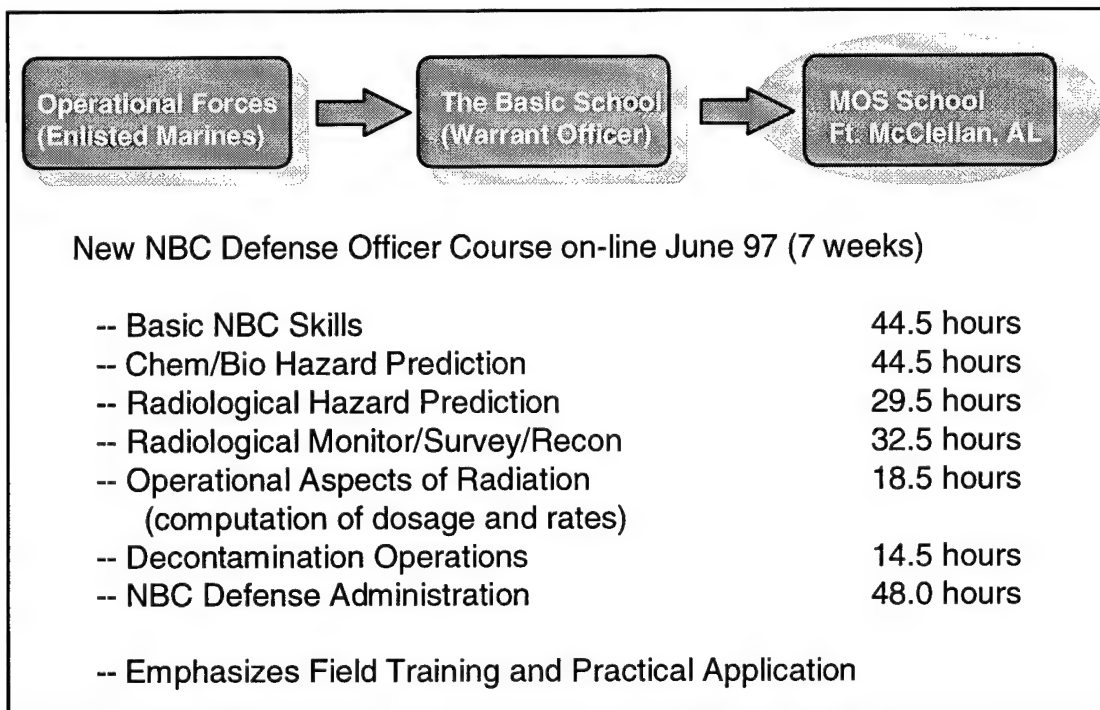 Operational Forces
(Enlisted Marines)
The Basic School
(Warrant Officer)
MOS School
Ft. McClellan, AL
New NBC Defense Officer Course on-line June 97 (7 weeks)
-- Basic NBC Skills 44.5 hours
-- Chem/Bio Hazard Prediction 44.5 hours
-- Radiological Hazard Prediction 29.5 hours
-- Radiological Monitor/Survey/Recon 32.5 hours
-- Operational Aspects of Radiation 18.5 hours
(computation of dosage and rates)
-- Decontamination Operations 14.5 hours
-- NBC Defense Administration 48.0 hours
-- Emphasizes Field Training and Practical Application